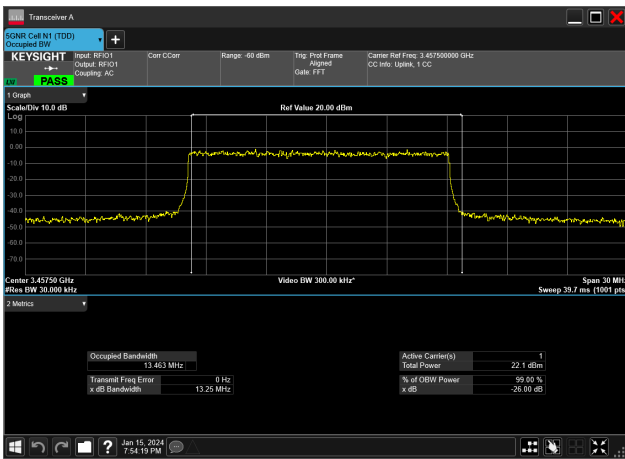 Transceiver A
5GNR Cell N1 (TDD)
Occupied BW
KEYSIGHT
PASS
Input: RFIO1
Output: RFIO1
Coupling: AC
Corr CCorr
Range: -60 dBm
Trig: Prot Frame
Aligned
Gate: FFT
Carrier Ref Freq: 3.457500000 GHz
CC Info: Uplink, 1 CC
1 Graph
Scale/Div 10.0 dB
Ref Value 20.00 dBm
Log
10.0
0.00
-10.0
-20.0
-30.0
-40.0
-50.0
-60.0
-70.0
Center 3.45750 GHz
Video BW 300.00 kHz*
Span 30 MHz
#Res BW 30.000 kHz
Sweep 39.7 ms (1001 pts
2 Metrics
Occupied Bandwidth
13.463 MHz
Transmit Freq Error 0 Hz
x dB Bandwidth 13.25 MHz
Active Carrier(s) 1
Total Power 22.1 dBm
% of OBW Power 99.00 %
x dB -26.00 dB
Jan 15, 2024
7:54:19 PM